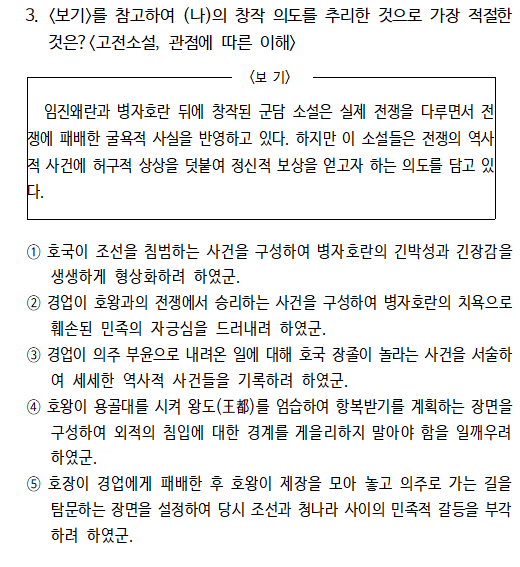 3. <보기>를 참고하여 (나)의 창작 의도를 추리한 것으로 가장 적절한
것은? <고전소설, 관점에 따른 이해>
<보 기>
임진왜란과 병자호란 뒤에 창작된 군담 소설은 실제 전쟁을 다루면서 전
쟁에 패배한 굴욕적 사실을 반영하고 있다. 하지만 이 소설들은 전쟁의 역사
적 사건에 허구적 상상을 덧붙여 정신적 보상을 얻고자 하는 의도를 담고 있
다.
① 호국이 조선을 침범하는 사건을 구성하여 병자호란의 긴박성과 긴장감을
생생하게 형상화하려 하였군.
② 경업이 호왕과의 전쟁에서 승리하는 사건을 구성하여 병자호란의 치욕으로
훼손된 민족의 자긍심을 드러내려 하였군.
③ 경업이 의주 부윤으로 내려온 일에 대해 호국 장졸이 놀라는 사건을 서술하
여 세세한 역사적 사건들을 기록하려 하였군.
④ 호왕이 용골대를 시켜 왕도(王都)를 엄습하여 항복받기를 계획하는 장면을
구성하여 외적의 침입에 대한 경계를 게을리하지 말아야 함을 일깨우려
하였군.
⑤ 호장이 경업에게 패배한 후 호왕이 제장을 모아 놓고 의주로 가는 길을
탐문하는 장면을 설정하여 당시 조선과 청나라 사이의 민족적 갈등을 부각
하려 하였군.